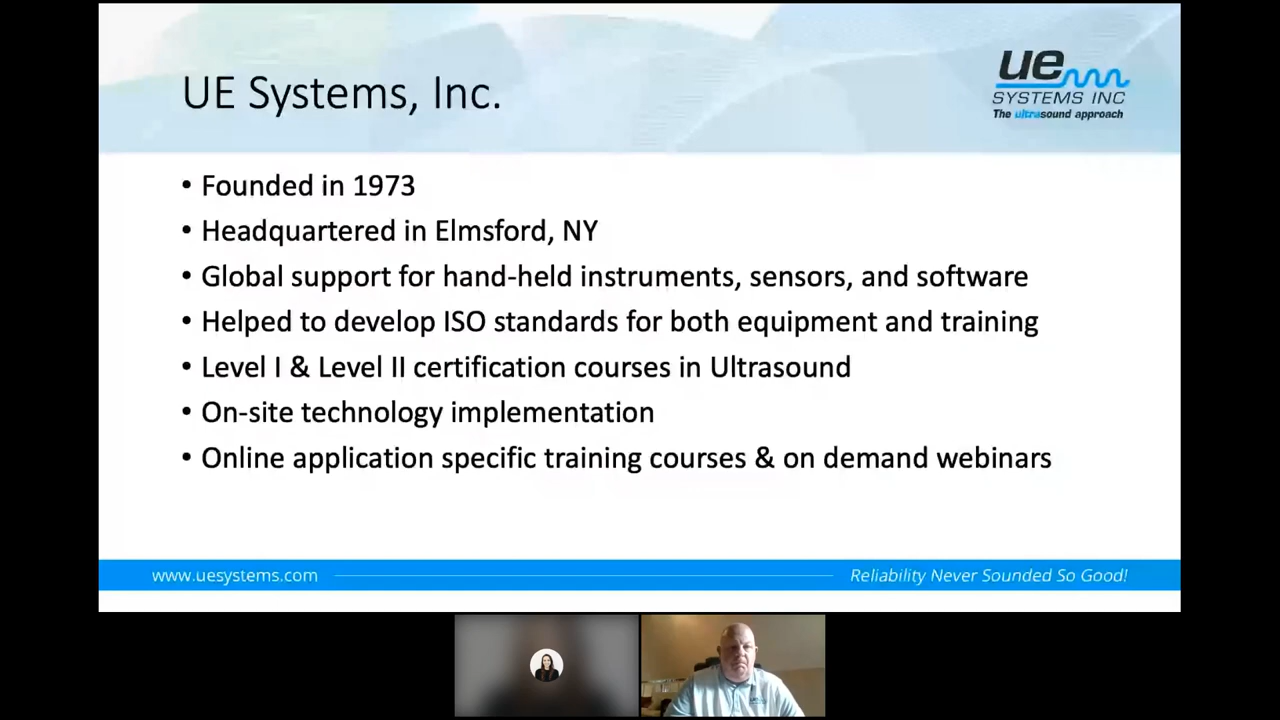 UE Systems, Inc.
ue
SYSTEMS INC
The ultrasound approach
• Founded in 1973
• Headquartered in Elmsford, NY
• Global support for hand-held instruments, sensors, and software
• Helped to develop ISO standards for both equipment and training
• Level I & Level II certification courses in Ultrasound
• On-site technology implementation
• Online application specific training courses & on demand webinars
www.uesystems.com
Reliability Never Sounded So Good!